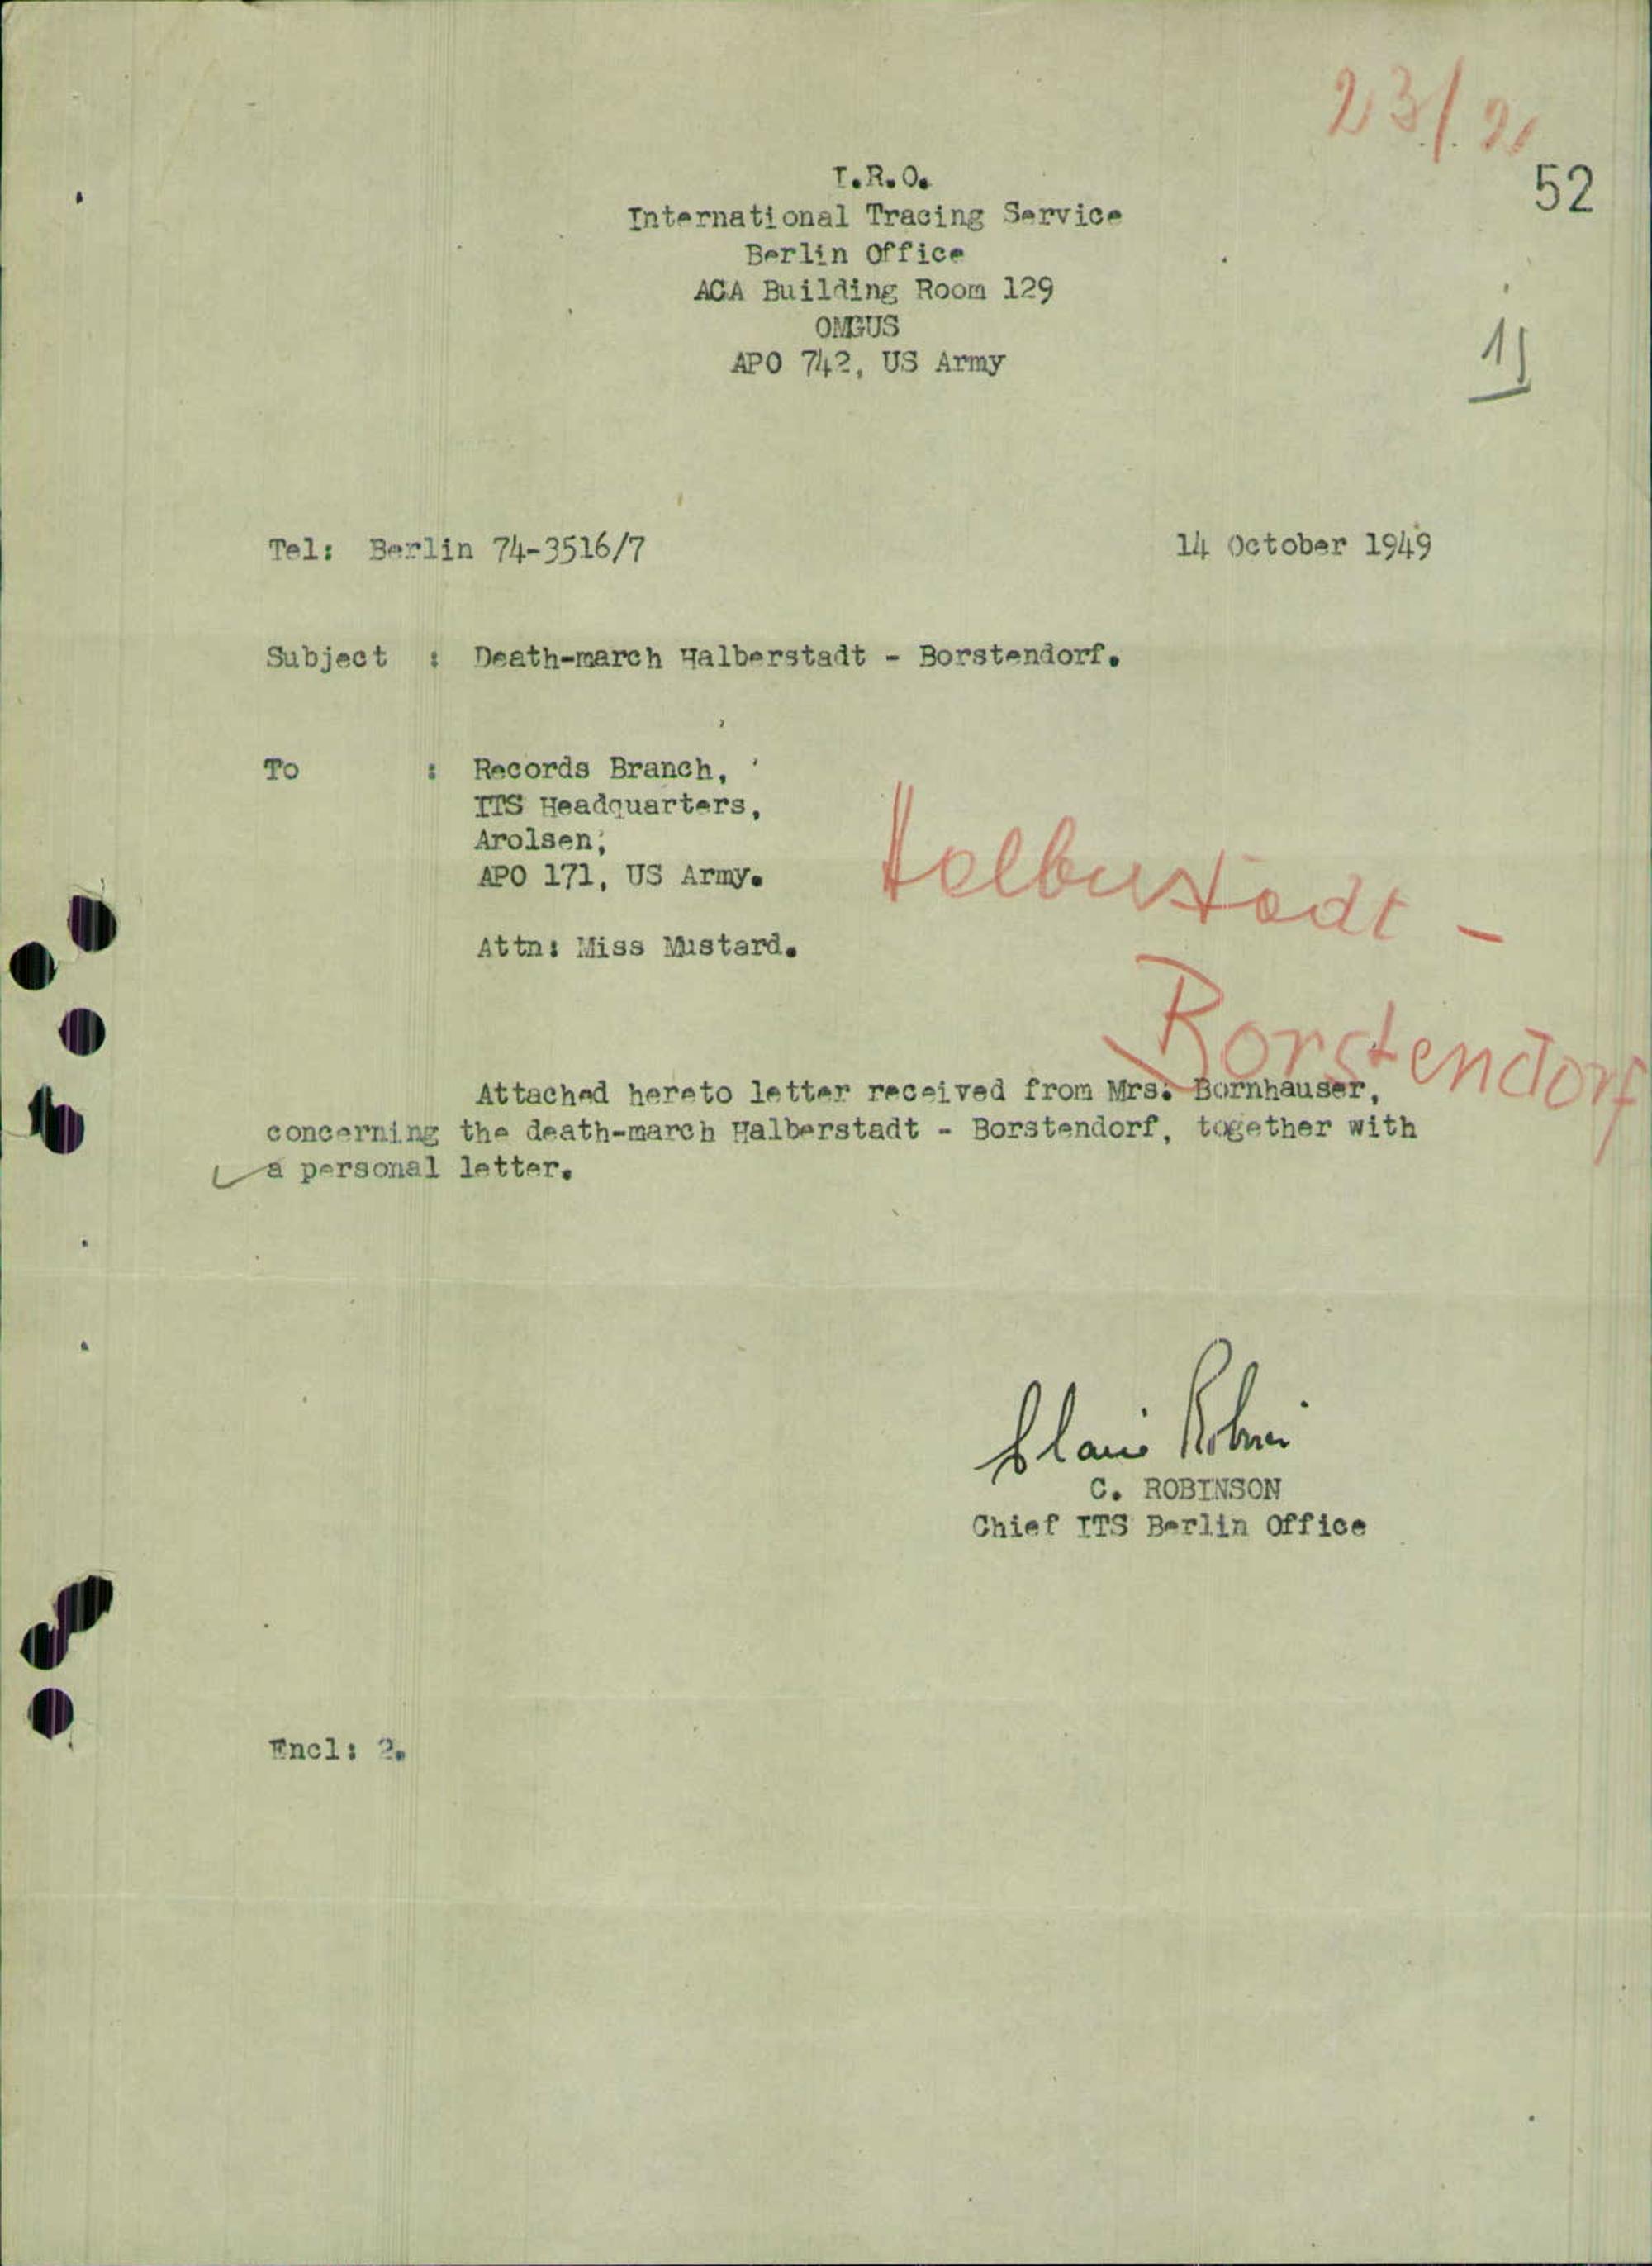 23/
52
I.R.O.
International Tracing Service
Berlin Office
ACA Building Room 129
OMGUS
APO 742, US Army
Tel: Berlin 74-3516/7 14 October 1949
Subject : Death-march Halberstadt - Borstendorf.
To : Records Branch,
ITS Headquarters,
Arolsen,
APO 171, US Army.
Attn: Miss Mustard.
Halberstadt -
Borstendorf
Attached hereto letter received from Mrs. Bornhauser,
concerning the death-march Halberstadt - Borstendorf, together with
a personal letter.
C. ROBINSON
Chief ITS Berlin Office
Encl: 2.